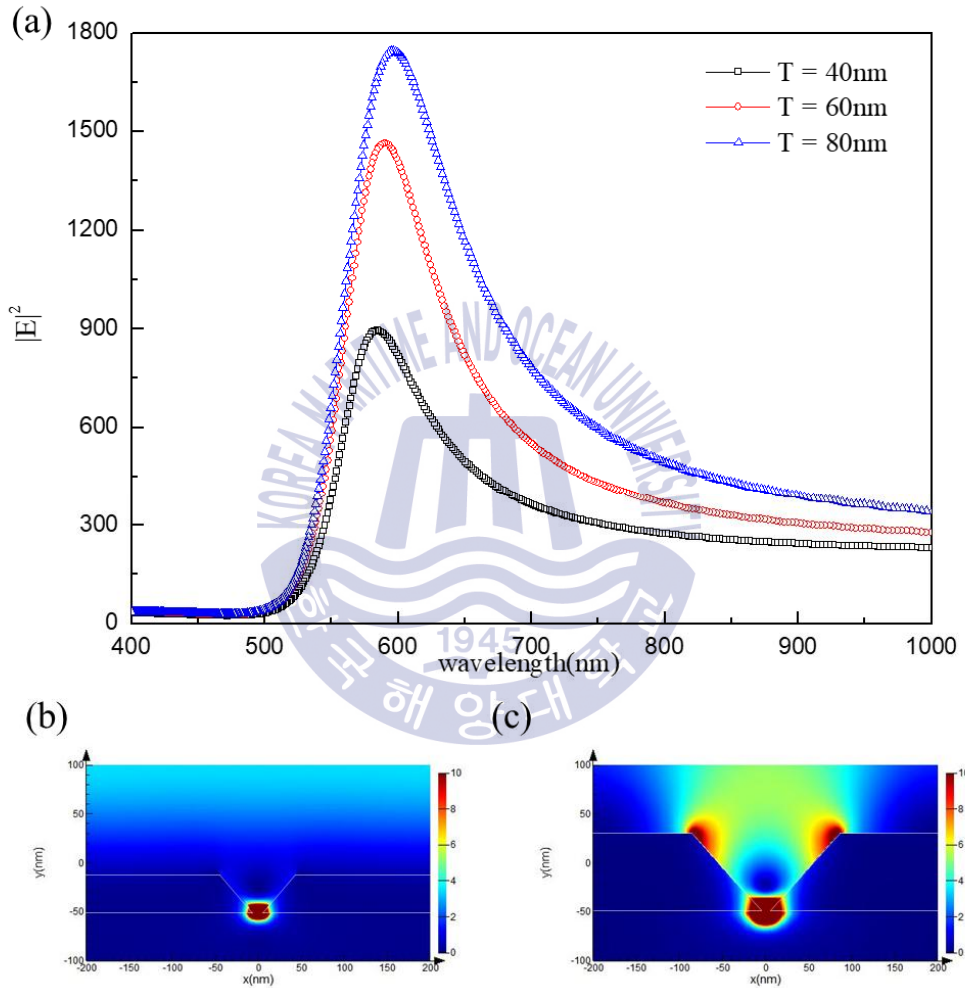 (a)
1800
1500
1200
900
600
300
0
|E|²
T = 40nm
T = 60nm
T = 80nm
KOREA MARITIME AND OCEAN UNIVERSITY
1945
한국해양대학교
400 500 600 700 800 900 1000
wavelength(nm)
(b)
100
50
0
-50
-100
y(nm)
-200 -150 -100 -50 0 50 100 150 200
x(nm)
10
8
6
4
2
0
(c)
100
50
0
-50
-100
y(nm)
-200 -150 -100 -50 0 50 100 150 200
x(nm)
10
8
6
4
2
0